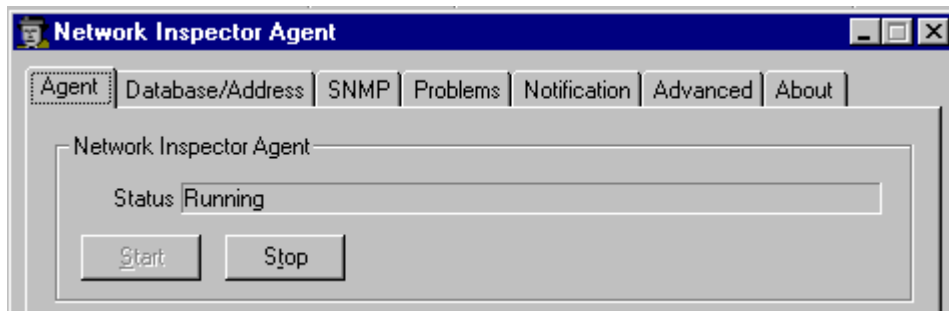 Network Inspector Agent
Agent Database/Address SNMP Problems Notification Advanced About
Network Inspector Agent
Status Running
Start Stop